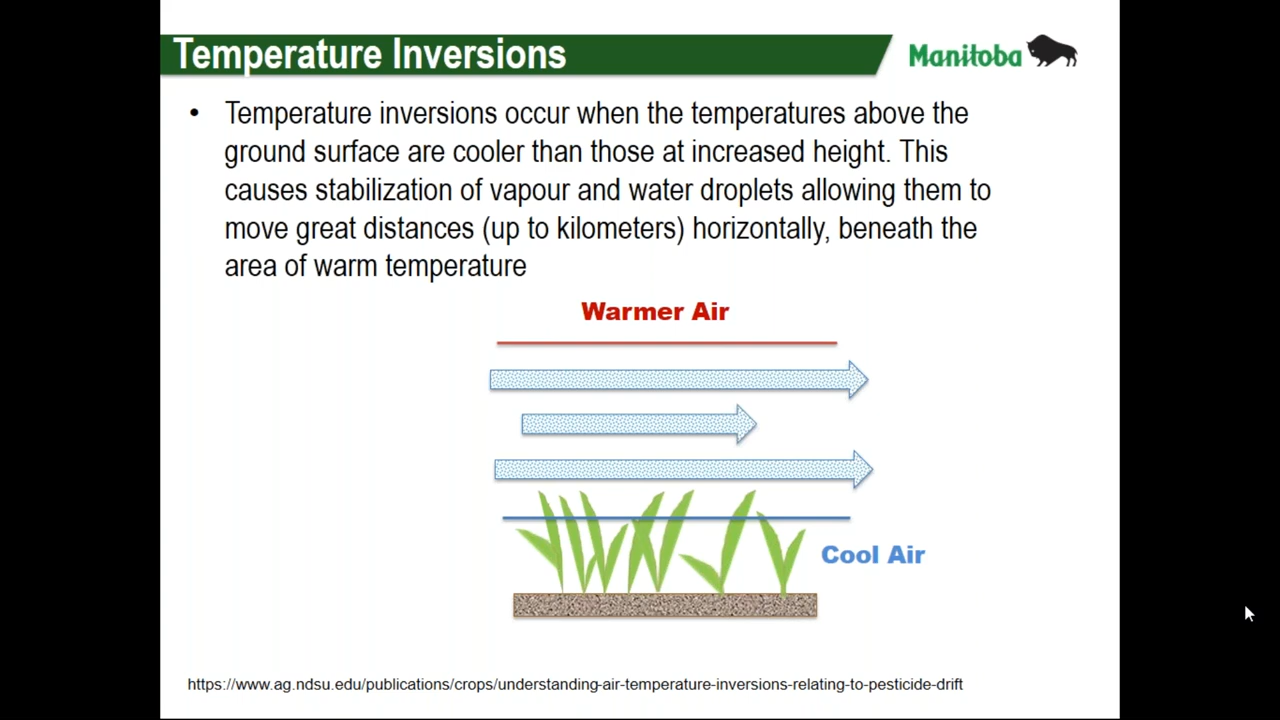 Temperature Inversions
Manitoba
• Temperature inversions occur when the temperatures above the
ground surface are cooler than those at increased height. This
causes stabilization of vapour and water droplets allowing them to
move great distances (up to kilometers) horizontally, beneath the
area of warm temperature
Warmer Air
Cool Air
https://www.ag.ndsu.edu/publications/crops/understanding-air-temperature-inversions-relating-to-pesticide-drift